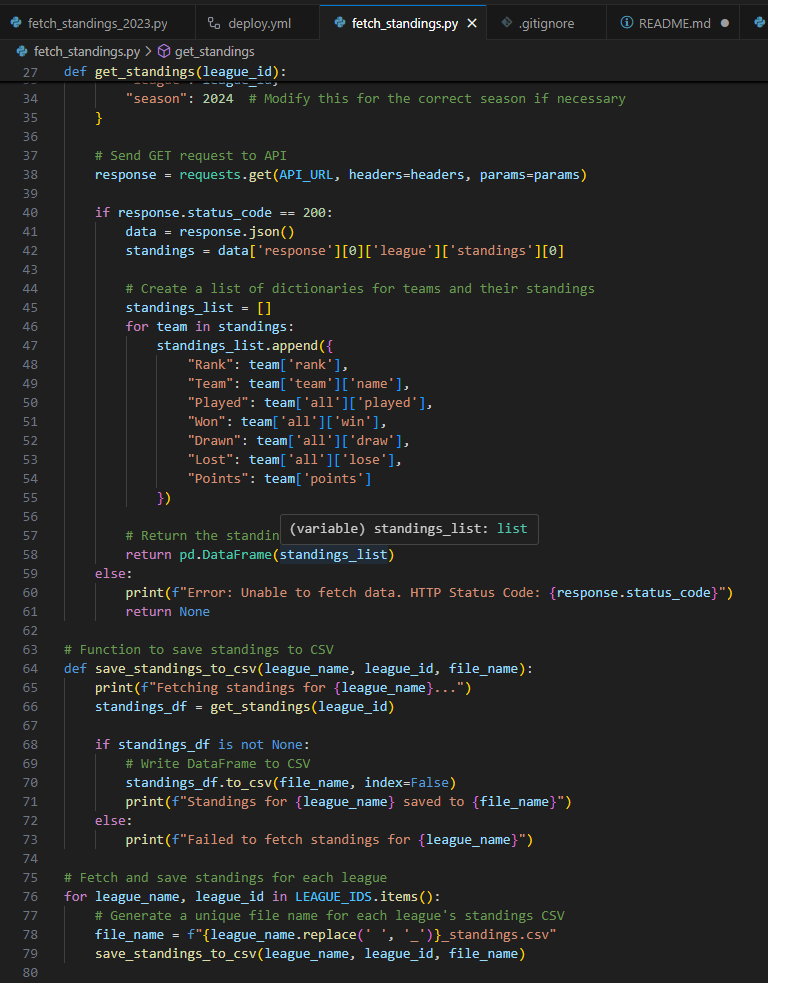 fetch_standings_2023.py deploy.yml fetch_standings.py .gitignore README.md
fetch_standings.py > get_standings
27 def get_standings(league_id):
34 "season": 2024  # Modify this for the correct season if necessary
35 }
36
37 # Send GET request to API
38 response = requests.get(API_URL, headers=headers, params=params)
39
40 if response.status_code == 200:
41 data = response.json()
42 standings = data['response'][0]['league']['standings'][0]
43
44 # Create a list of dictionaries for teams and their standings
45 standings_list = []
46 for team in standings:
47 standings_list.append({
48 "Rank": team['rank'],
49 "Team": team['team']['name'],
50 "Played": team['all']['played'],
51 "Won": team['all']['win'],
52 "Drawn": team['all']['draw'],
53 "Lost": team['all']['lose'],
54 "Points": team['points']
55 })
56
(variable) standings_list: list
57 # Return the standin
58 return pd.DataFrame(standings_list)
59 else:
60 print(f"Error: Unable to fetch data. HTTP Status Code: {response.status_code}")
61 return None
62
63 # Function to save standings to CSV
64 def save_standings_to_csv(league_name, league_id, file_name):
65 print(f"Fetching standings for {league_name}...")
66 standings_df = get_standings(league_id)
67
68 if standings_df is not None:
69 # Write DataFrame to CSV
70 standings_df.to_csv(file_name, index=False)
71 print(f"Standings for {league_name} saved to {file_name}")
72 else:
73 print(f"Failed to fetch standings for {league_name}")
74
75 # Fetch and save standings for each league
76 for league_name, league_id in LEAGUE_IDS.items():
77 # Generate a unique file name for each league's standings CSV
78 file_name = f"{league_name.replace(' ', '_')}_standings.csv"
79 save_standings_to_csv(league_name, league_id, file_name)
80